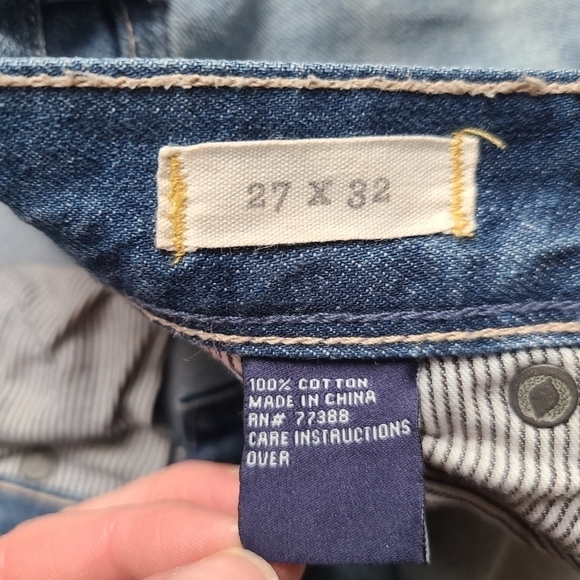 27 X 32
100% COTTON
MADE IN CHINA
RN# 77388
CARE INSTRUCTIONS
OVER